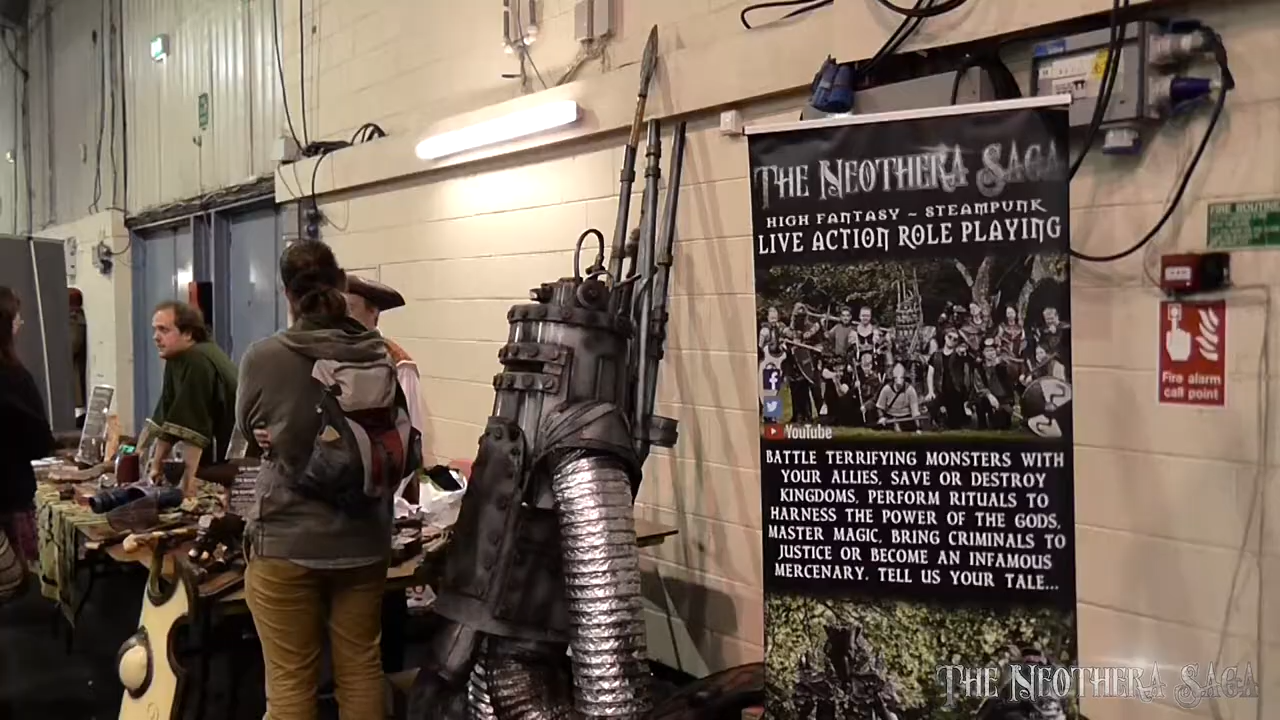 THE NEOTHERA SAGA
HIGH FANTASY ~ STEAMPUNK
LIVE ACTION ROLE PLAYING
YouTube
BATTLE TERRIFYING MONSTERS WITH
YOUR ALLIES, SAVE OR DESTROY
KINGDOMS, PERFORM RITUALS TO
HARNESS THE POWER OF THE GODS,
MASTER MAGIC, BRING CRIMINALS TO
JUSTICE OR BECOME AN INFAMOUS
MERCENARY. TELL US YOUR TALE...
FIRE ROUTINE
Fire alarm
call point
THE NEOTHERA SAGA